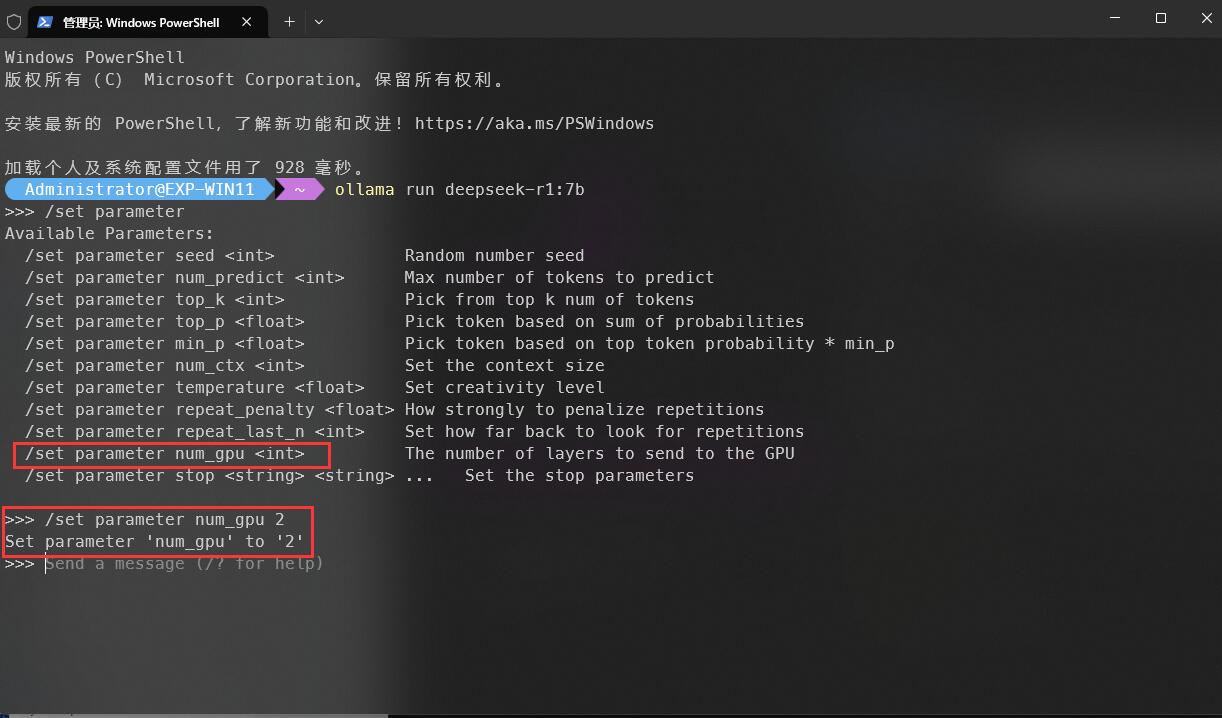 管理员: Windows PowerShell
Windows PowerShell
版权所有 (C) Microsoft Corporation。保留所有权利。
安装最新的 PowerShell，了解新功能和改进！https://aka.ms/PSWindows
加载个人及系统配置文件用了 928 毫秒。
Administrator@EXP-WIN11 ~ ollama run deepseek-r1:7b
>>> /set parameter
Available Parameters:
/set parameter seed <int> Random number seed
/set parameter num_predict <int> Max number of tokens to predict
/set parameter top_k <int> Pick from top k num of tokens
/set parameter top_p <float> Pick token based on sum of probabilities
/set parameter min_p <float> Pick token based on top token probability * min_p
/set parameter num_ctx <int> Set the context size
/set parameter temperature <float> Set creativity level
/set parameter repeat_penalty <float> How strongly to penalize repetitions
/set parameter repeat_last_n <int> Set how far back to look for repetitions
/set parameter num_gpu <int> The number of layers to send to the GPU
/set parameter stop <string> <string> ... Set the stop parameters
>>> /set parameter num_gpu 2
Set parameter 'num_gpu' to '2'
>>> Send a message (/? for help)